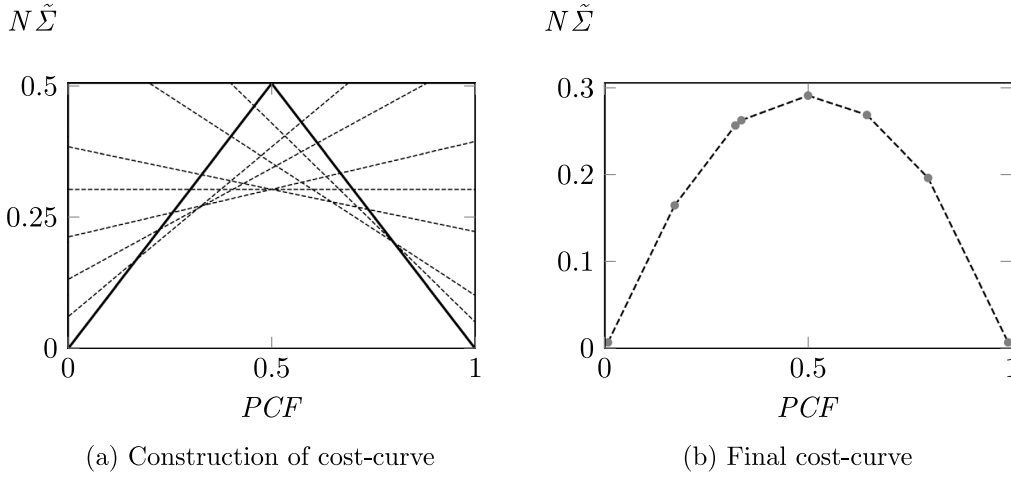 NΣ̃
NΣ̃
0.5
0.25
0
0
0.5
1
PCF
0.3
0.2
0.1
0
0
0.5
1
PCF
(a) Construction of cost-curve
(b) Final cost-curve